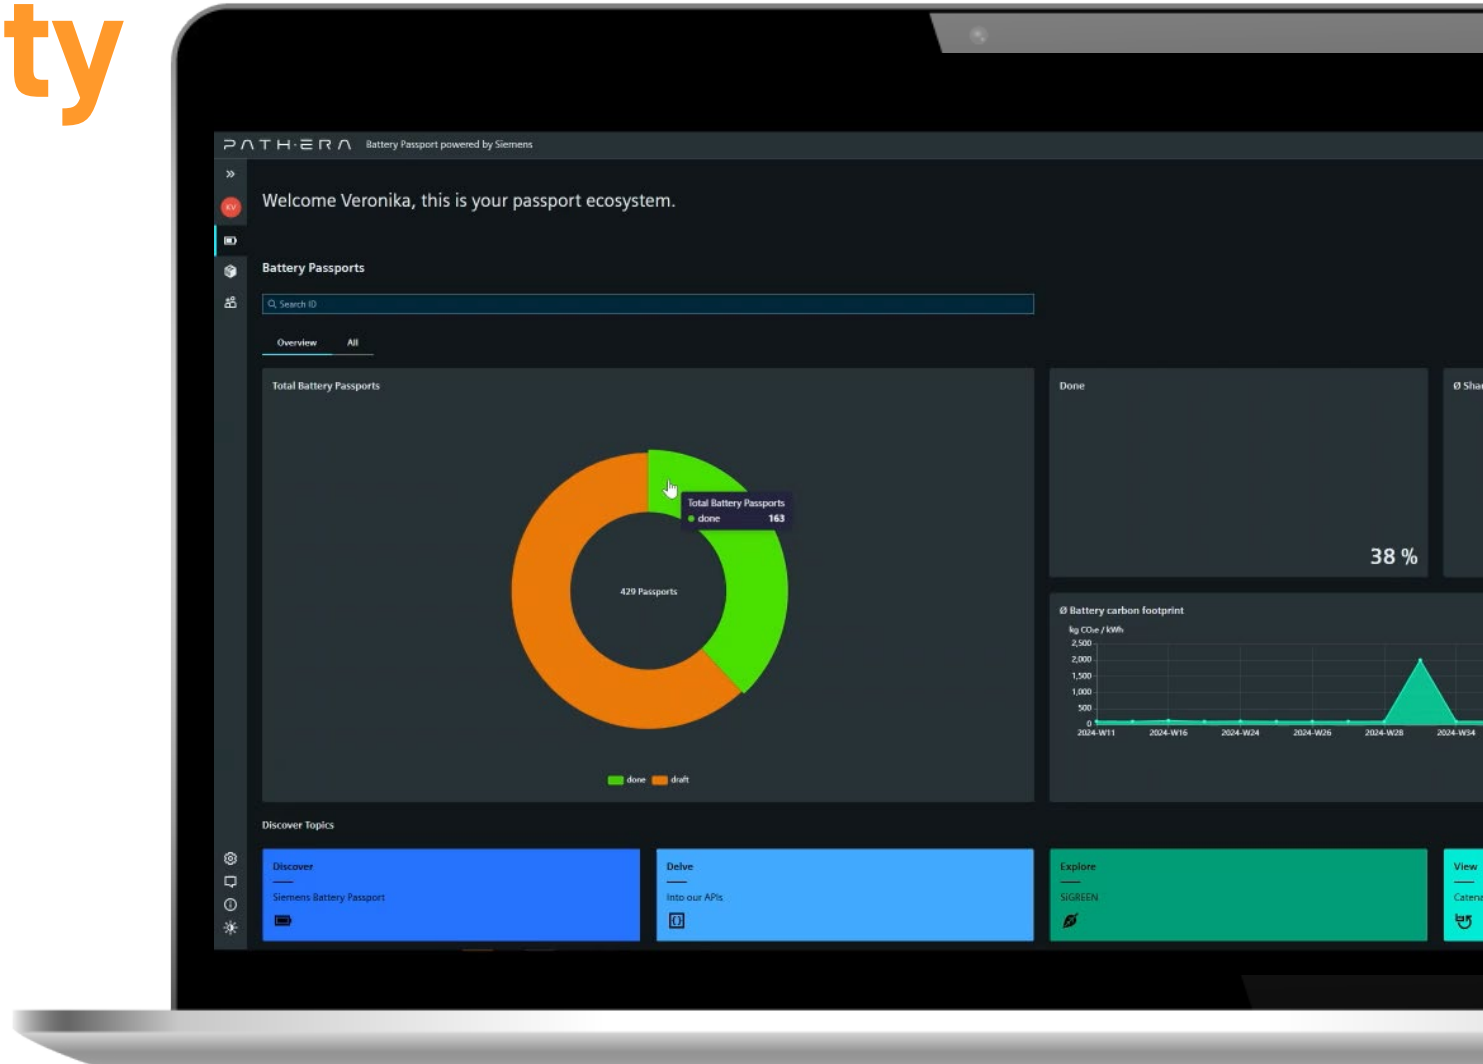 ty
PATH·ERA Battery Passport powered by Siemens
KV
Welcome Veronika, this is your passport ecosystem.
Battery Passports
Search ID
Overview All
Total Battery Passports
Total Battery Passports
done 163
429 Passports
done draft
Done
38 %
Ø Shar
Ø Battery carbon footprint
kg CO₂e / kWh
2,500
2,000
1,500
1,000
500
0
2024-W11 2024-W16 2024-W24 2024-W26 2024-W28 2024-W34
Discover Topics
Discover
Siemens Battery Passport
Delve
Into our APIs
Explore
SiGREEN
View
Catena